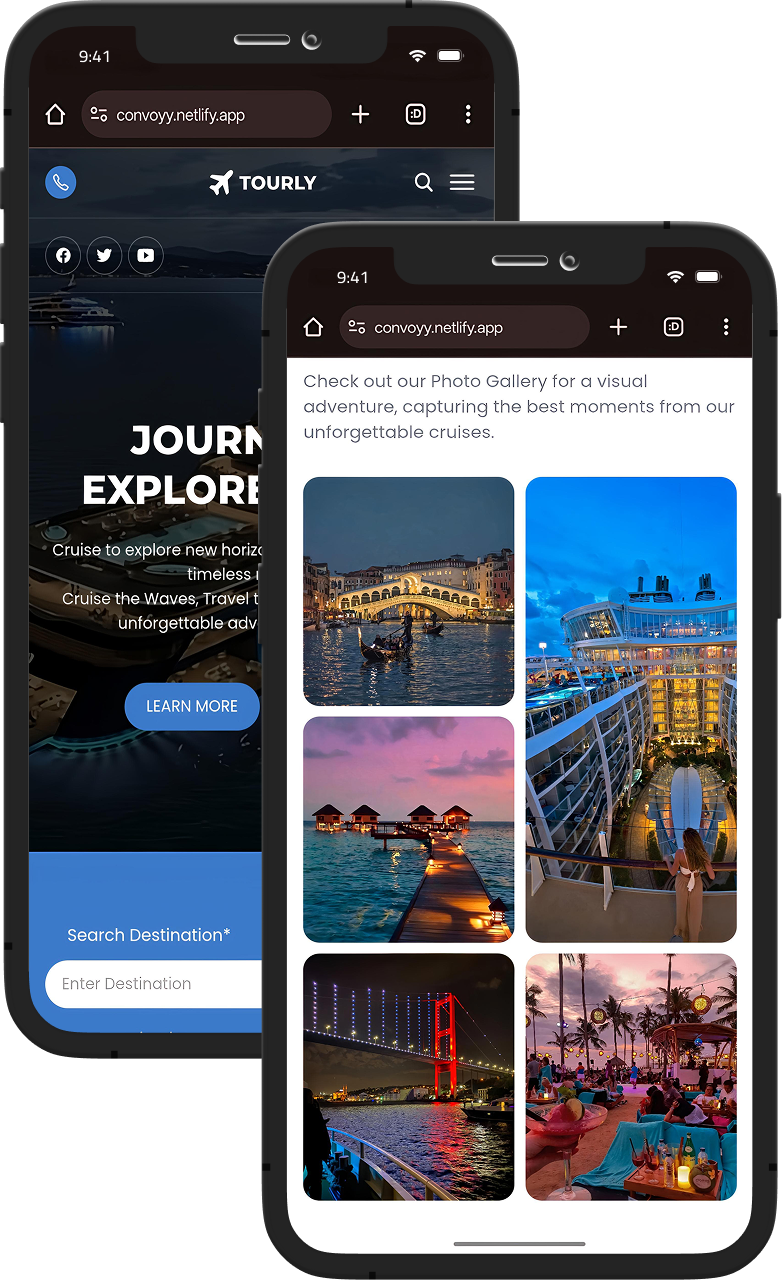 9:41
:D
convoyy.netlify.app
TOURLY
JOURN
EXPLORE
Cruise to explore new horizo
timeless
Cruise the Waves, Travel t
unforgettable adv
LEARN MORE
Search Destination*
Enter Destination
9:41
convoyy.netlify.app
:D
Check out our Photo Gallery for a visual
adventure, capturing the best moments from our
unforgettable cruises.